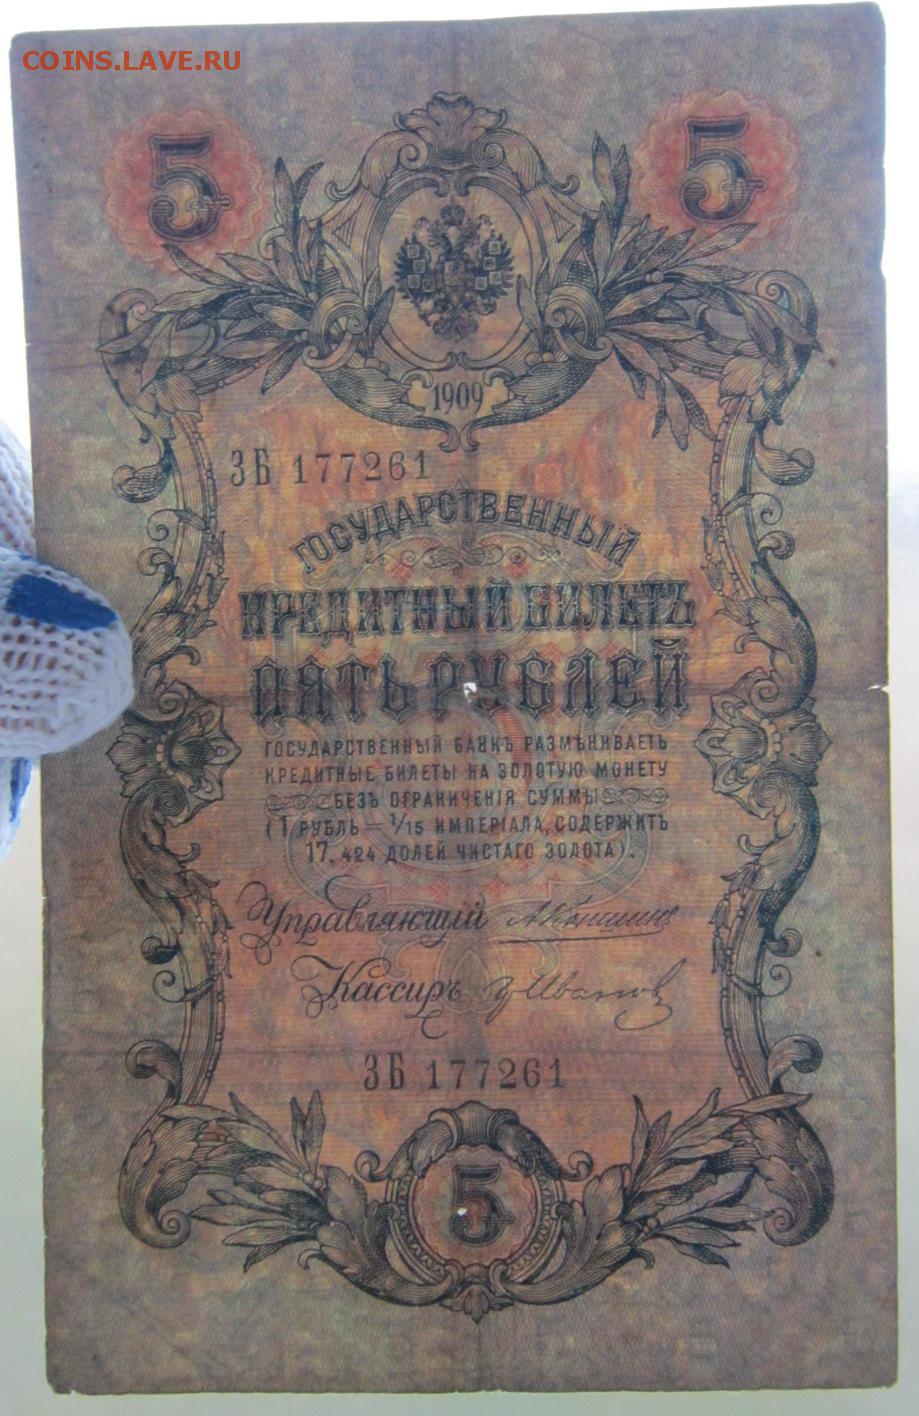 COINS.LAVE.RU
5 5
1909
ЗБ 177261
ГОСУДАРСТВЕННЫЙ
КРЕДИТНЫЙ БИЛЕТЪ
ПЯТЬ РУБЛЕЙ
ГОСУДАРСТВЕННЫЙ БАНКЪ РАЗМѢНИВАЕТЪ
КРЕДИТНЫЕ БИЛЕТЫ НА ЗОЛОТУЮ МОНЕТУ
БЕЗЪ ОГРАНИЧЕНІЯ СУММЫ
(1 РУБЛЬ = 1/15 ИМПЕРІАЛА, СОДЕРЖИТЪ
17,424 ДОЛЕЙ ЧИСТАГО ЗОЛОТА).
Управляющій АКоншинъ
Кассиръ ГрИвановъ
ЗБ 177261
5